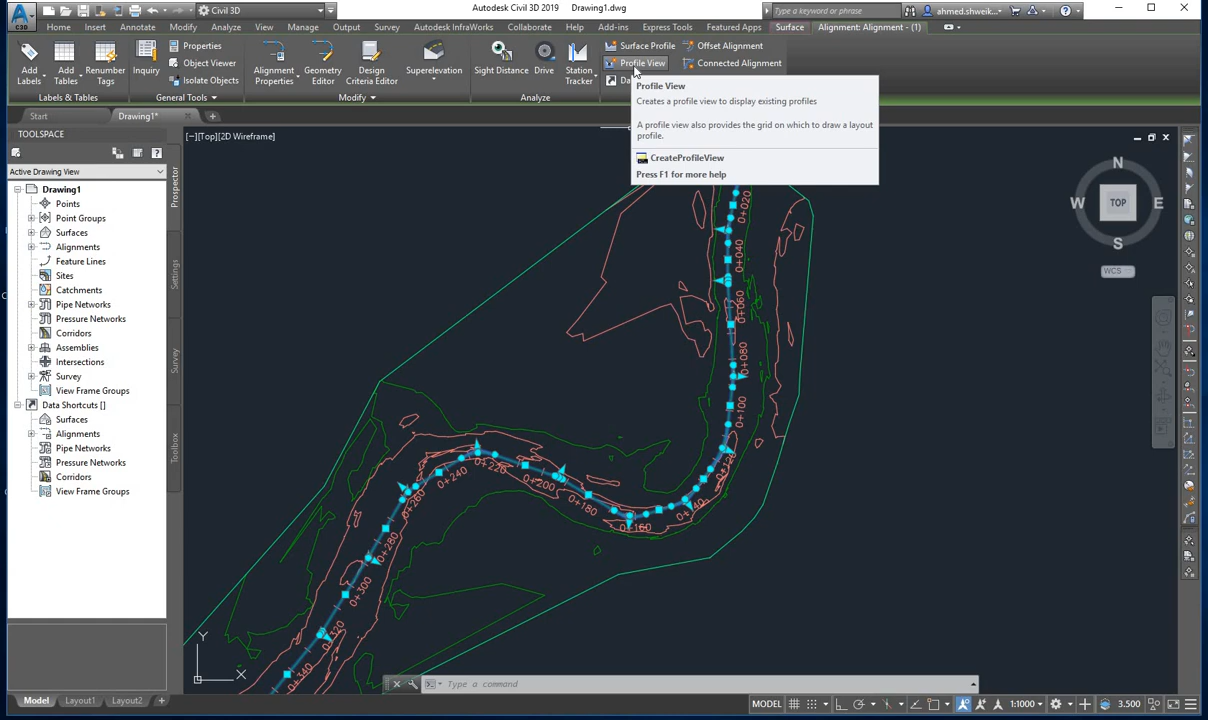 C3D
Civil 3D
Autodesk Civil 3D 2019 Drawing1.dwg
Type a keyword or phrase
ahmed.shweik...
Home Insert Annotate Modify Analyze View Manage Output Survey Autodesk InfraWorks Collaborate Help Add-ins Express Tools Featured Apps Surface Alignment: Alignment - (1)
Add Labels
Add Tables
Renumber Tags
Inquiry
Properties
Object Viewer
Isolate Objects
Alignment Properties
Geometry Editor
Design Criteria Editor
Superelevation
Sight Distance
Drive
Station Tracker
Surface Profile
Profile View
Da
Offset Alignment
Connected Alignment
Labels & Tables
General Tools
Modify
Analyze
Profile View
Creates a profile view to display existing profiles
A profile view also provides the grid on which to draw a layout
profile.
CreateProfileView
Press F1 for more help
Start
Drawing1*
TOOLSPACE
Active Drawing View
Drawing1
Points
Point Groups
Surfaces
Alignments
Feature Lines
Sites
Catchments
Pipe Networks
Pressure Networks
Corridors
Assemblies
Intersections
Survey
View Frame Groups
Data Shortcuts []
Surfaces
Alignments
Pipe Networks
Pressure Networks
Corridors
View Frame Groups
Prospector
Settings
Survey
Toolbox
[−][Top][2D Wireframe]
N
W
TOP
E
S
WCS
0+020
0+040
0+060
0+080
0+100
0+120
0+140
0+160
0+180
0+200
0+220
0+240
0+260
0+280
0+300
0+320
0+340
Y
X
Type a command
Model Layout1 Layout2 +
MODEL
1:1000
3.500